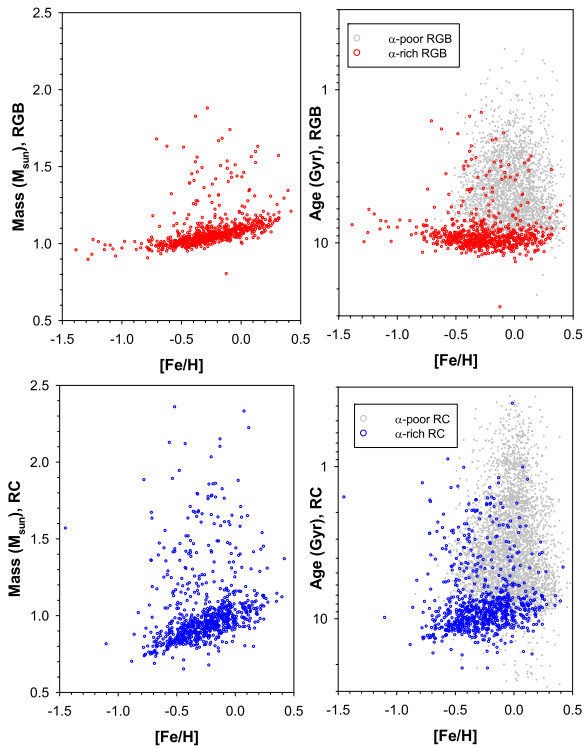 2.5
2.0
1.5
1.0
0.5
Mass (M_sun), RGB
-1.5 -1.0 -0.5 0.0 0.5
[Fe/H]
α-poor RGB
α-rich RGB
1
10
Age (Gyr), RGB
-1.5 -1.0 -0.5 0.0 0.5
[Fe/H]
2.5
2.0
1.5
1.0
0.5
Mass (M_sun), RC
-1.5 -1.0 -0.5 0.0 0.5
[Fe/H]
α-poor RC
α-rich RC
1
10
Age (Gyr), RC
-1.5 -1.0 -0.5 0.0 0.5
[Fe/H]